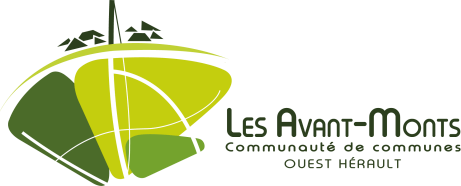 Les Avant-Monts
Communauté de communes
OUEST HÉRAULT